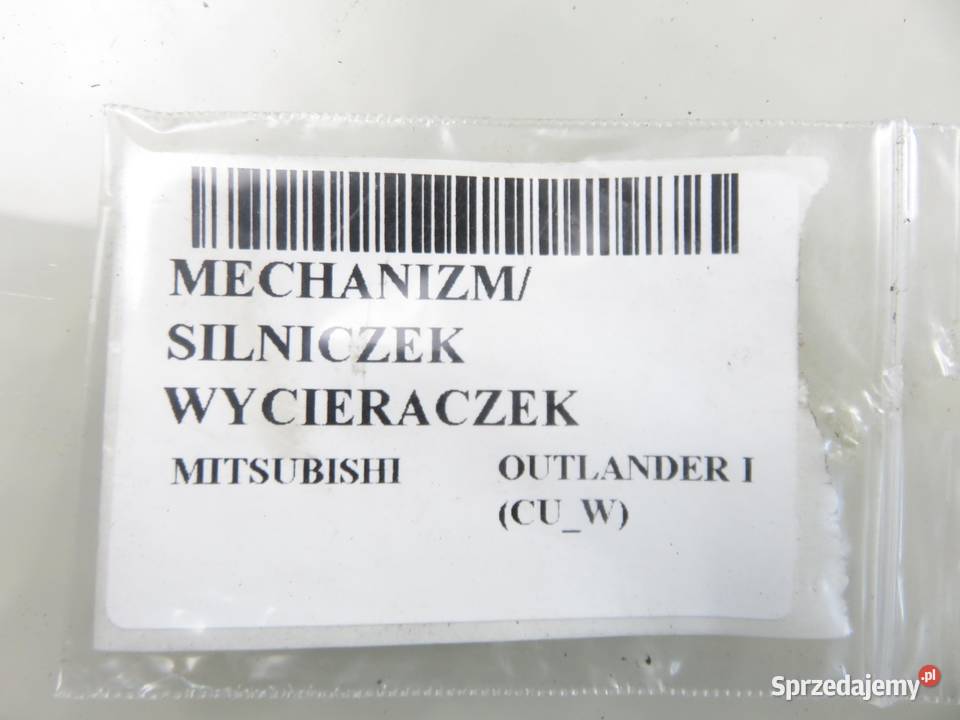 MECHANIZM/
SILNICZEK
WYCIERACZEK
MITSUBISHI OUTLANDER I
(CU_W)
Sprzedajemy.pl